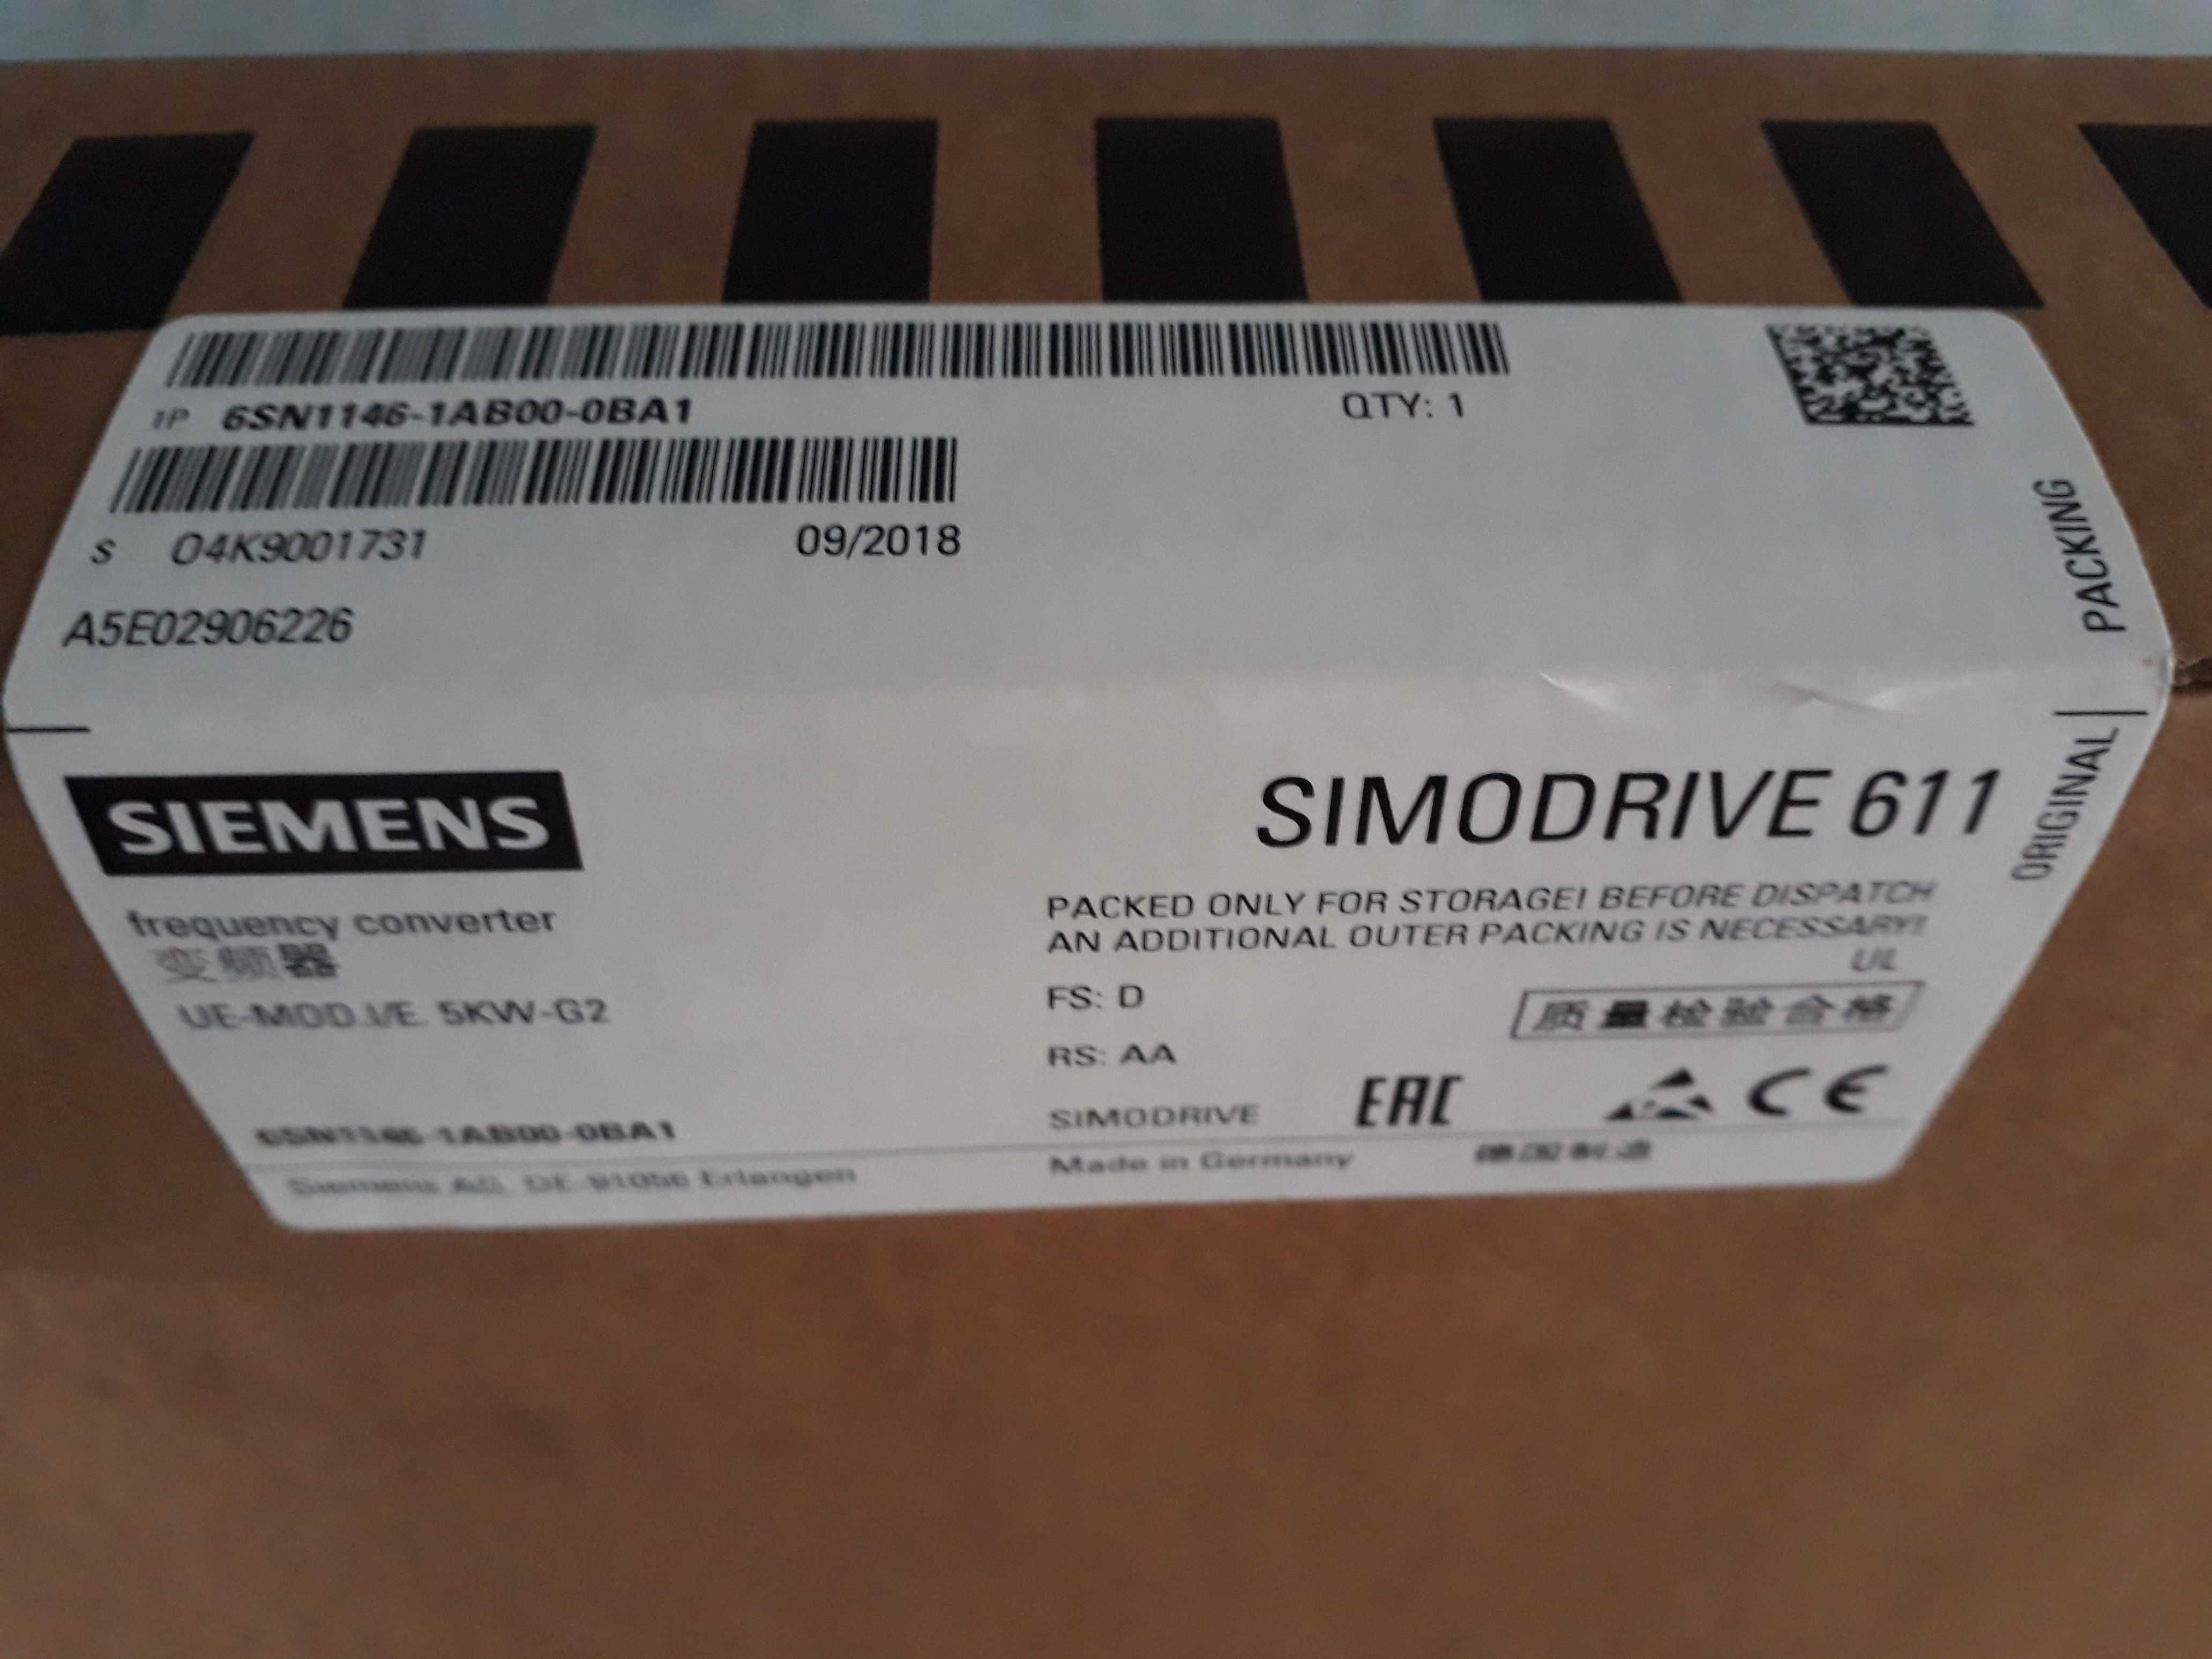 1P 6SN1146-1AB00-0BA1 QTY: 1
S O4K9001731 09/2018
A5E02906226
ORIGINAL PACKING
SIEMENS
SIMODRIVE 611
frequency converter
变频器
UE-MOD.I/E. 5KW-G2
PACKED ONLY FOR STORAGE! BEFORE DISPATCH
AN ADDITIONAL OUTER PACKING IS NECESSARY!
UL
FS: D
质量检验合格
RS: AA
SIMODRIVE
EAC
CE
6SN1146-1AB00-0BA1
Siemens AG, DE-91056 Erlangen
Made in Germany
德国制造